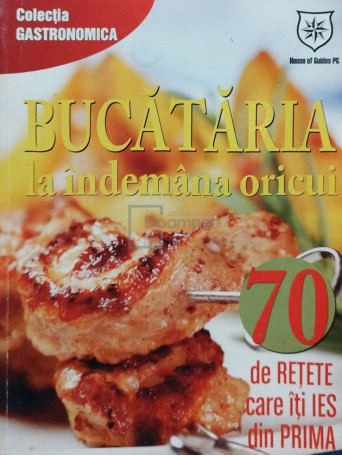 Colecția
GASTRONOMICA
House of Guides PG
BUCĂTĂRIA
la îndemâna oricui
70
de REȚETE
care îți IES
din PRIMA